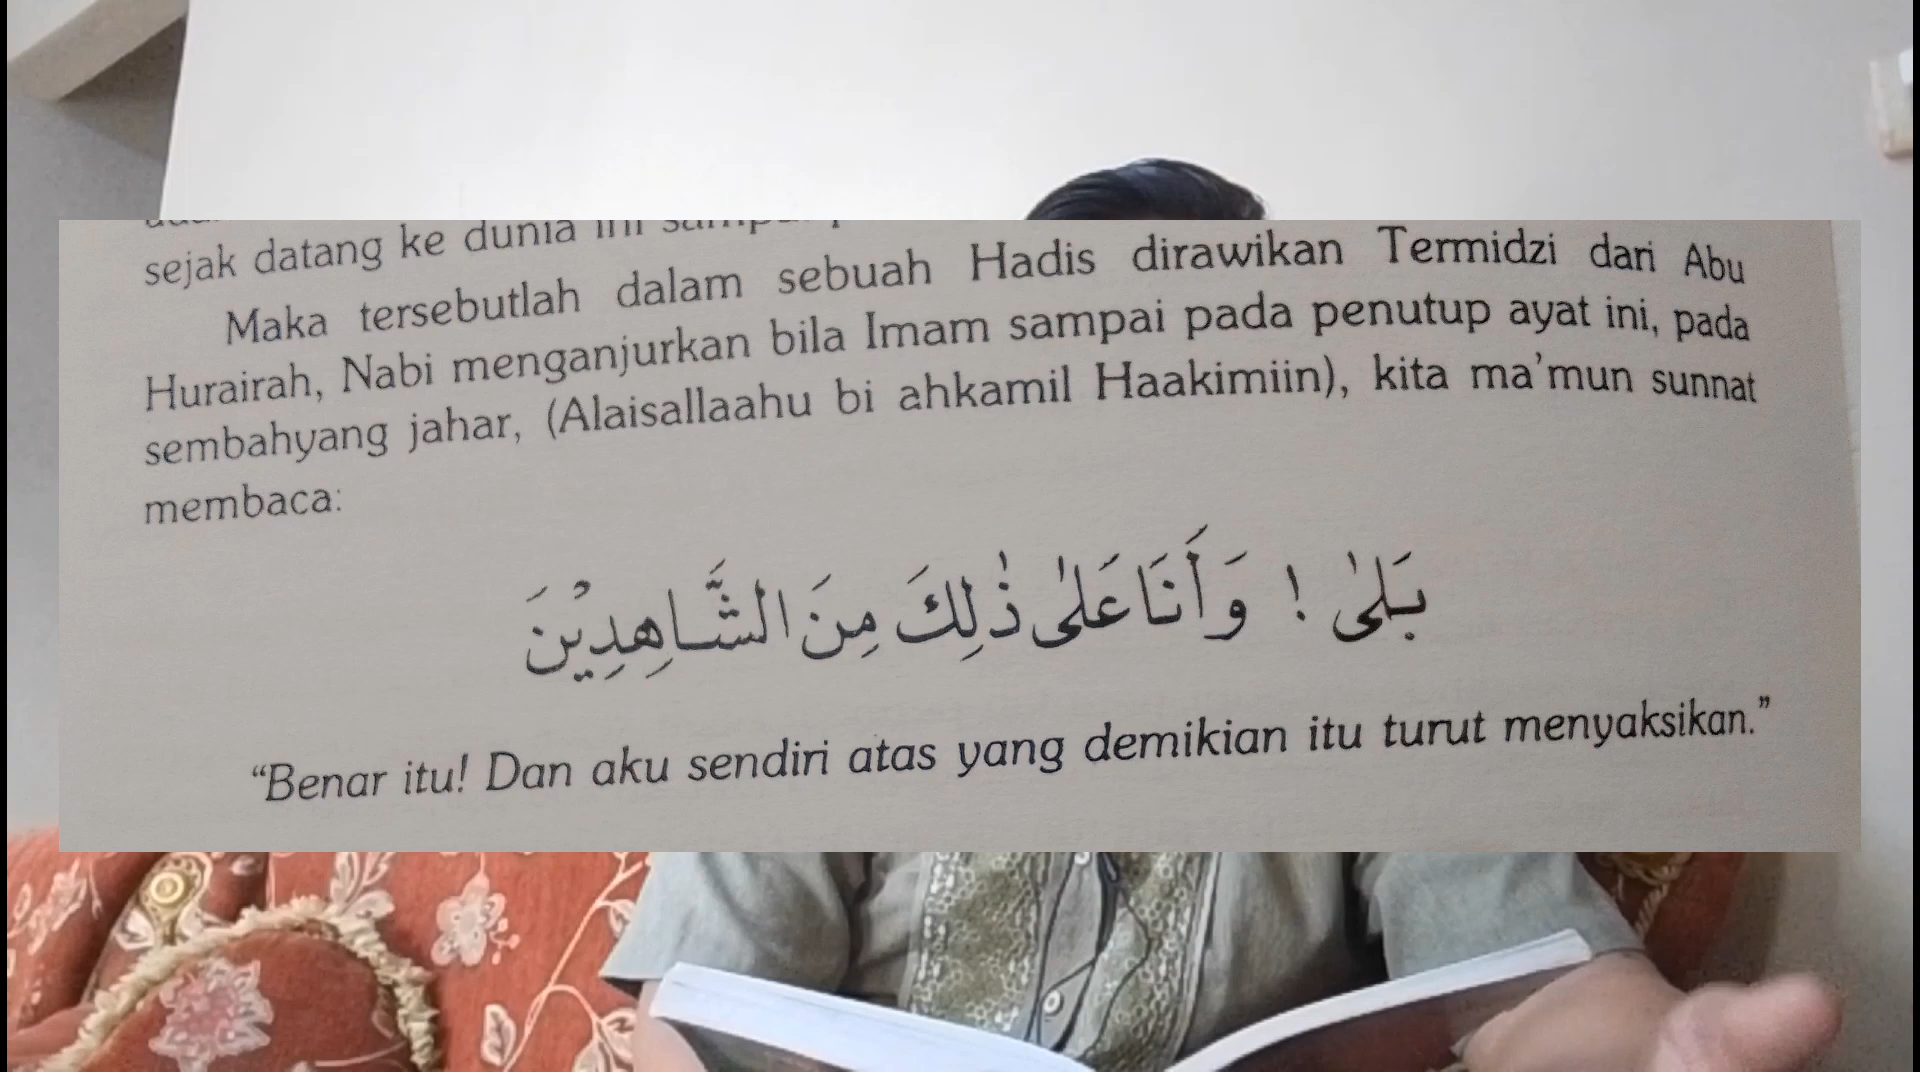 sejak datang ke dunia ini
Maka tersebutlah dalam sebuah Hadis dirawikan Termidzi dari Abu
Hurairah, Nabi menganjurkan bila Imam sampai pada penutup ayat ini, pada
sembahyang jahar, (Alaisallaahu bi ahkamil Haakimiin), kita ma'mun sunnat
membaca:
بَلٰى ! وَأَنَا عَلٰى ذٰلِكَ مِنَ الشَّاهِدِيْنَ
“Benar itu! Dan aku sendiri atas yang demikian itu turut menyaksikan.”